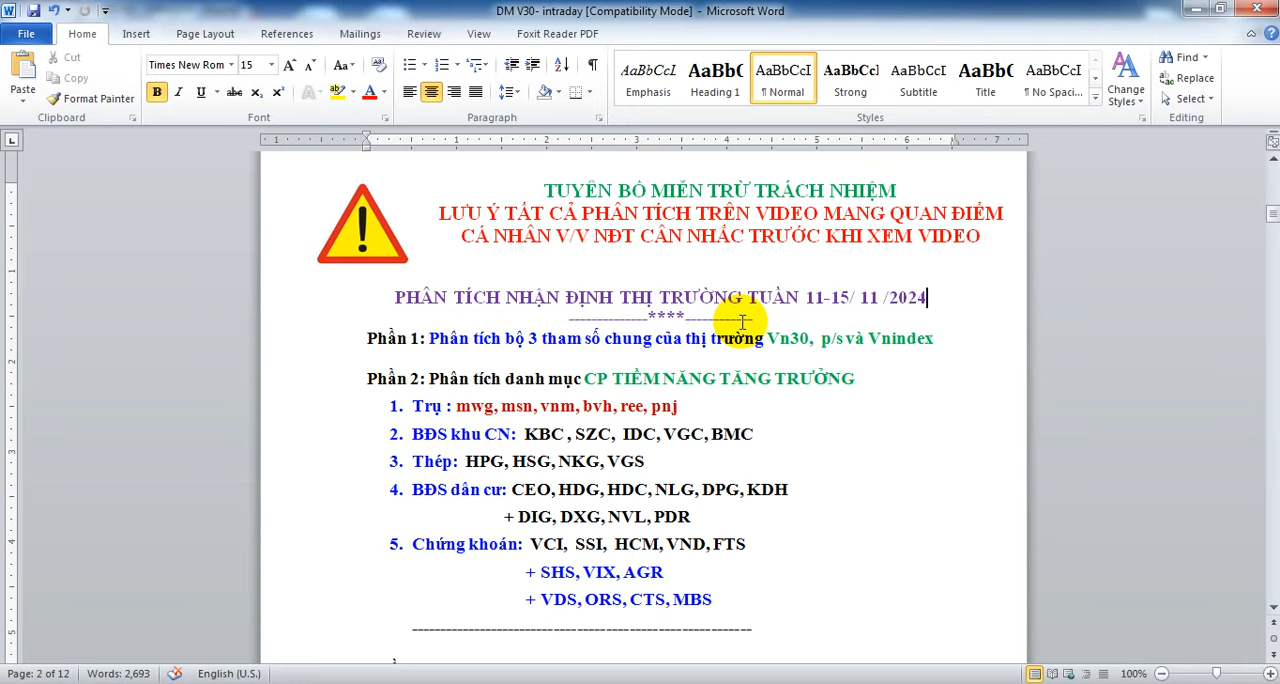 DM V30- intraday [Compatibility Mode] - Microsoft Word
File Home Insert Page Layout References Mailings Review View Foxit Reader PDF
Paste Cut Copy Format Painter Clipboard
Times New Rom 15 Font
Paragraph
AaBbCcI Emphasis AaBbC Heading 1 AaBbCcI ¶ Normal AaBbCcl Strong AaBbCcI Subtitle AaBbC Title AaBbCcI ¶ No Spaci... Change Styles Styles
Find Replace Select Editing
TUYÊN BỐ MIỄN TRỪ TRÁCH NHIỆM
LƯU Ý TẤT CẢ PHÂN TÍCH TRÊN VIDEO MANG QUAN ĐIỂM
CÁ NHÂN V/V NĐT CÂN NHẮC TRƯỚC KHI XEM VIDEO
PHÂN TÍCH NHẬN ĐỊNH THỊ TRƯỜNG TUẦN 11-15/ 11 /2024
--------------****------------
Phần 1: Phân tích bộ 3 tham số chung của thị trường Vn30, p/s và Vnindex
Phần 2: Phân tích danh mục CP TIỀM NĂNG TĂNG TRƯỞNG
1. Trụ : mwg, msn, vnm, bvh, ree, pnj
2. BĐS khu CN: KBC , SZC, IDC, VGC, BMC
3. Thép: HPG, HSG, NKG, VGS
4. BĐS dân cư: CEO, HDG, HDC, NLG, DPG, KDH
+ DIG, DXG, NVL, PDR
5. Chứng khoán: VCI, SSI, HCM, VND, FTS
+ SHS, VIX, AGR
+ VDS, ORS, CTS, MBS
------------------------------------------------------------
Page: 2 of 12 Words: 2,693 English (U.S.) 100%